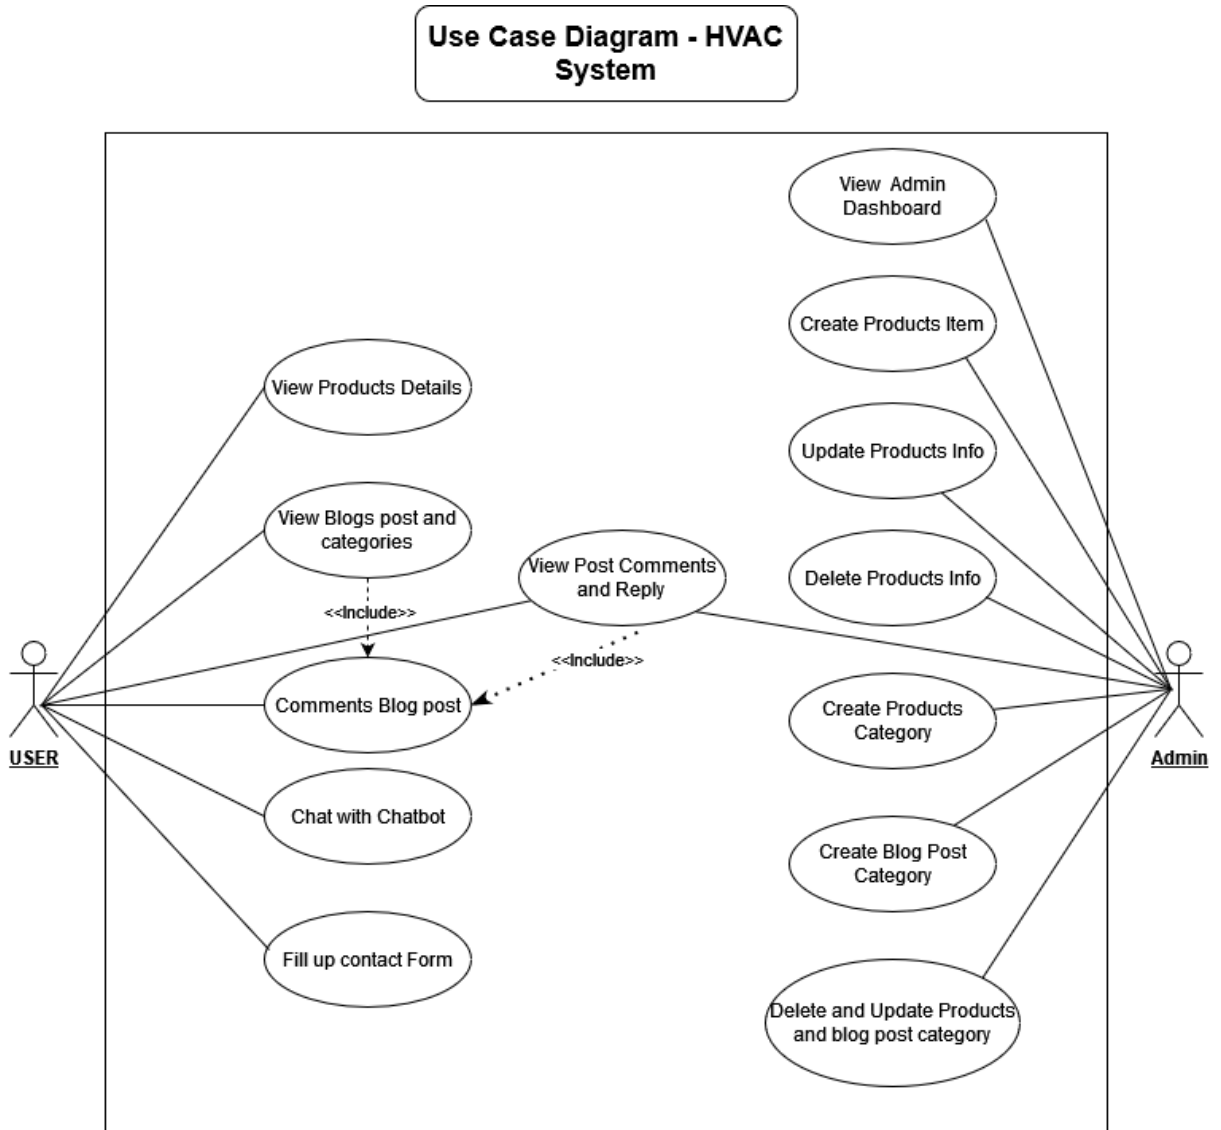 Use Case Diagram - HVAC
System
View  Admin
Dashboard
Create Products Item
View Products Details
Update Products Info
View Blogs post and
categories
View Post Comments
and Reply
Delete Products Info
<<Include>>
<<Include>>
Comments Blog post
Create Products
Category
USER
Admin
Chat with Chatbot
Create Blog Post
Category
Fill up contact Form
Delete and Update Products
and blog post category